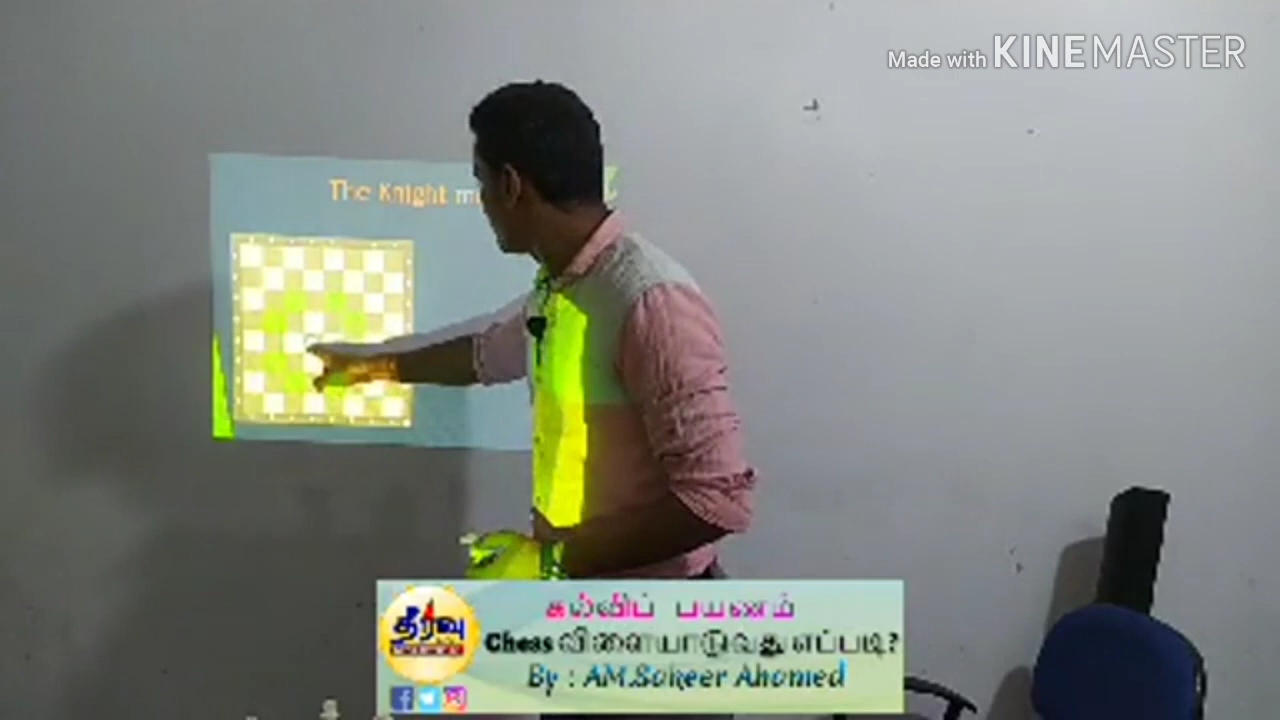 Made with KINEMASTER
The Knight
தீர்வு
கல்விப் பயணம்
Chess விளையாடுவது எப்படி?
By : AM.Sakeer Ahamed